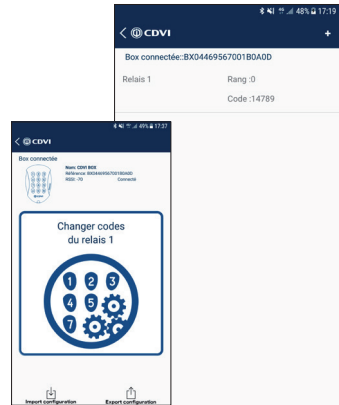 48% 17:19
CDVI +
Box connectée::BX04469567001B0A0D
Relais 1 Rang :0
Code :14789
49% 17:37
CDVI
Box connectée
Nom: CDVI BOX
Référence: BX04469567001B0A0D
RSSI: -70 Connecté
Changer codes
du relais 1
1 2 3
4 5
7
Import configuration Export configuration